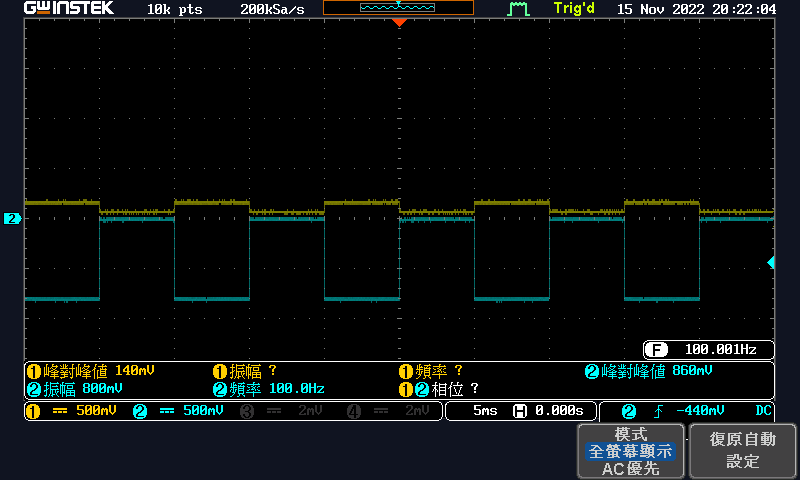 GWINSTEK 10k pts 200kSa/s Trig'd 15 Nov 2022 20:22:04
2
F 100.001Hz
1 峰對峰值 140mV 1 振幅 ? 1 頻率 ? 2 峰對峰值 860mV
2 振幅 800mV 2 頻率 100.0Hz 1 2 相位 ?
1 500mV 2 500mV 3 2mV 4 2mV 5ms H 0.000s 2 -440mV DC
模式
全螢幕顯示
AC優先
復原自動
設定